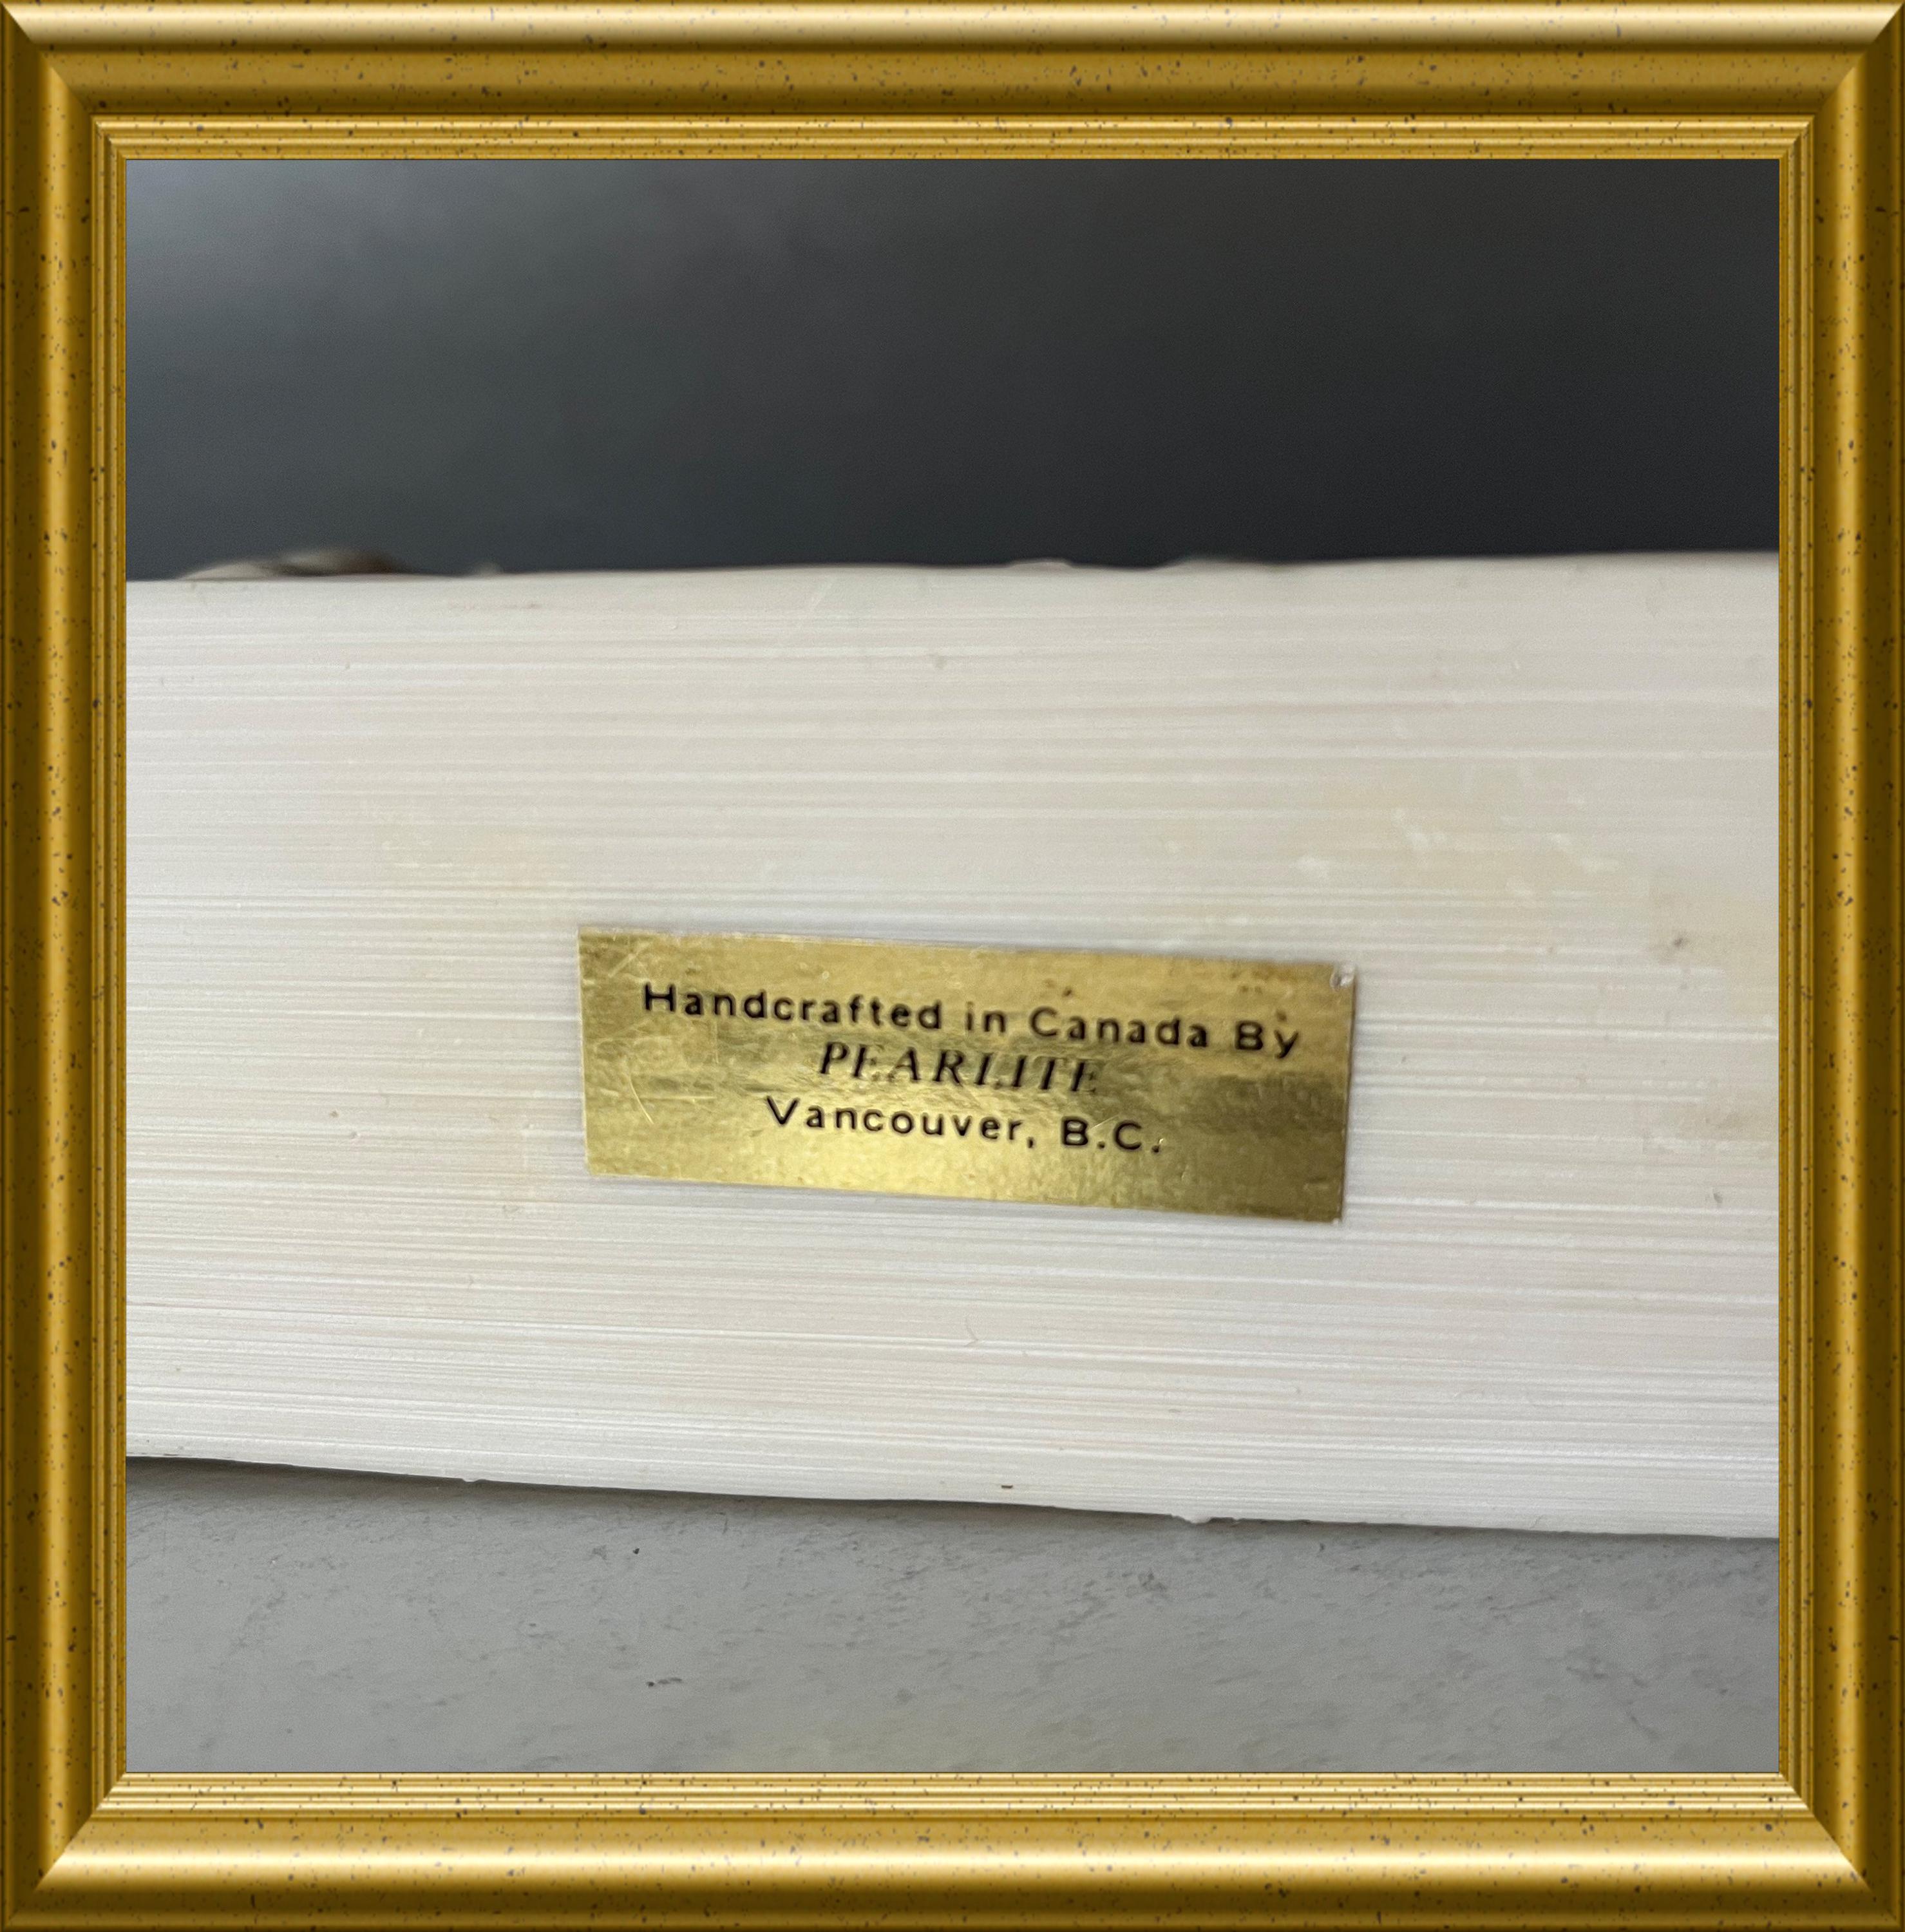 Handcrafted in Canada By
PEARLITE
Vancouver, B.C.